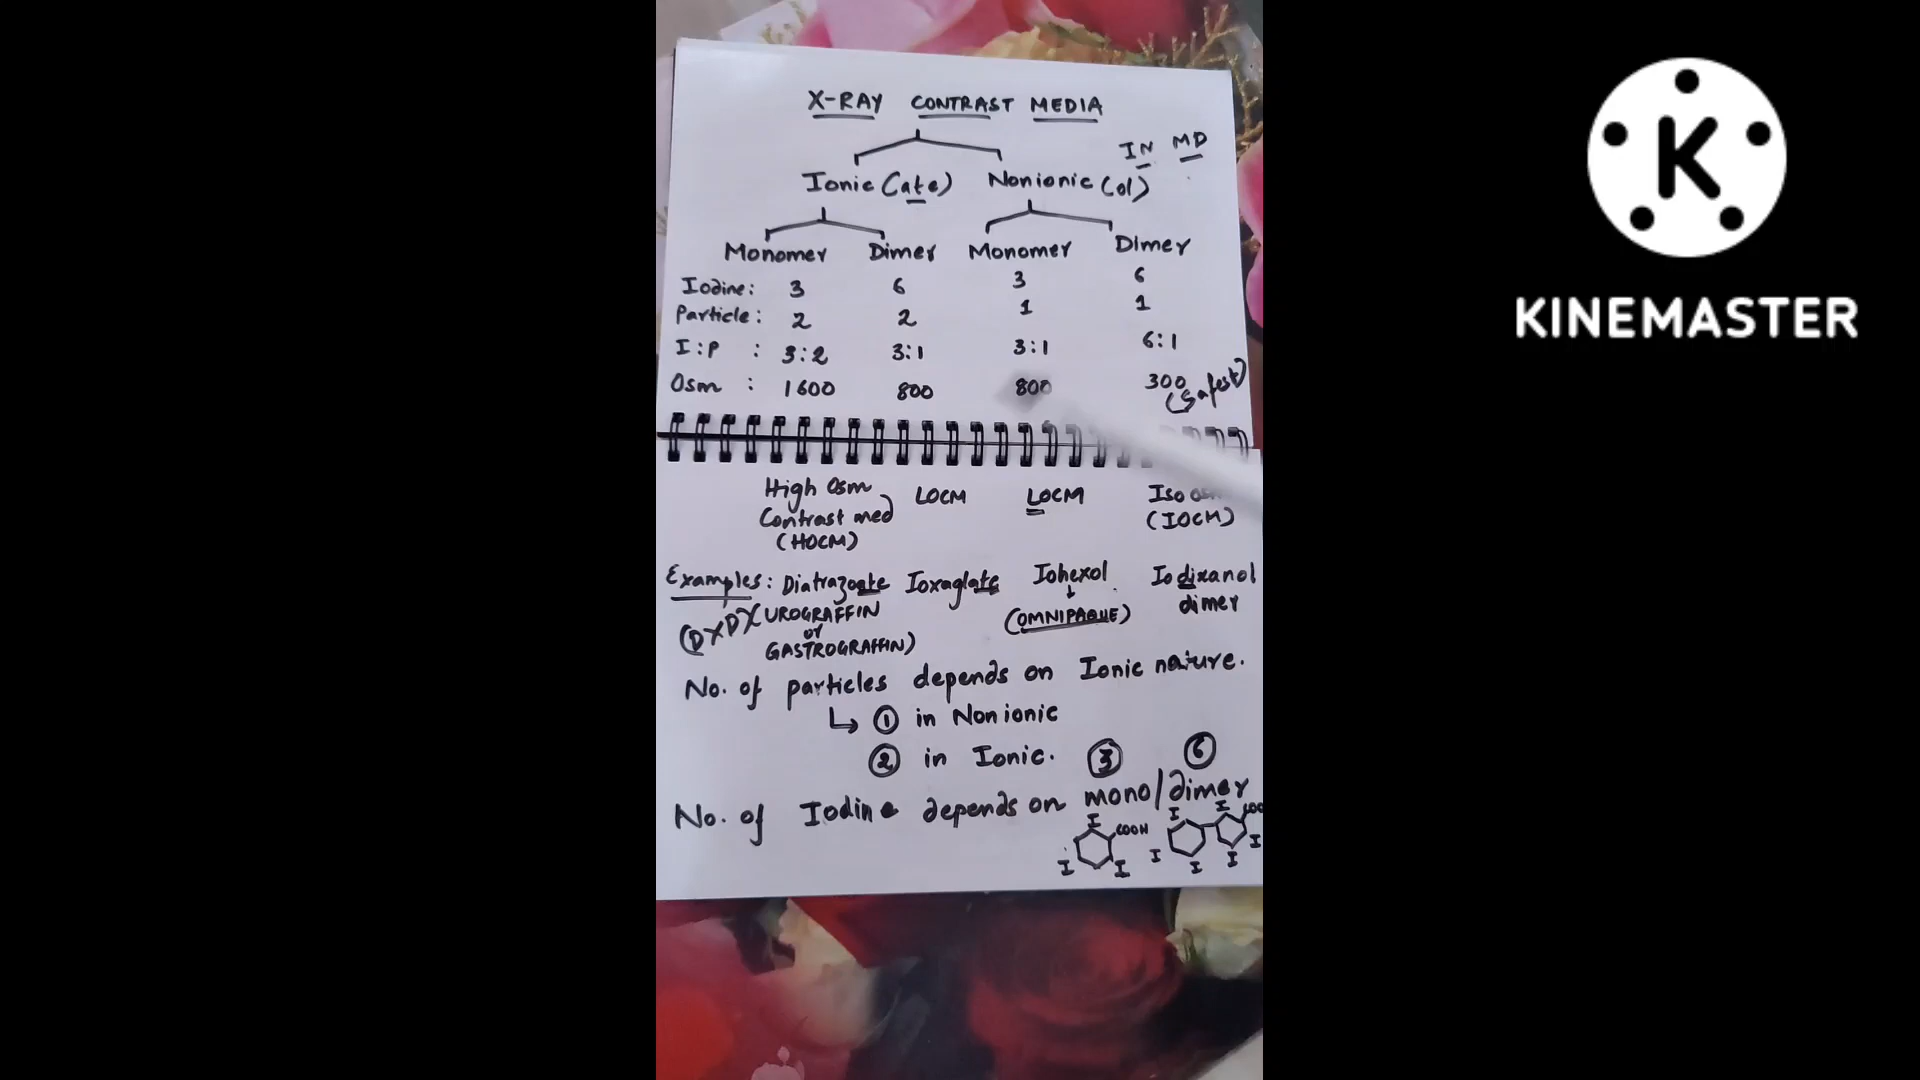 X-RAY CONTRAST MEDIA
IN MD
Ionic (ate) Nonionic (ol)
Monomer Dimer Monomer Dimer
Iodine: 3 6 3 6
Particle: 2 2 1 1
I:P : 3:2 3:1 3:1 6:1
Osm : 1600 800 800 300 (Safest)
High Osm LOCM LOCM Iso
Contrast med (IOCM)
(HOCM)
Examples: Diatrazoate Ioxaglate Iohexol Iodixanol
UROGRAFFIN (OMNIPAQUE) dimer
or
GASTROGRAFFIN)
No. of particles depends on Ionic nature.
① in Nonionic
② in Ionic. ③ ⑥
No. of Iodine depends on mono/dimer
I COOH I I
I I I I I I
K
KINEMASTER